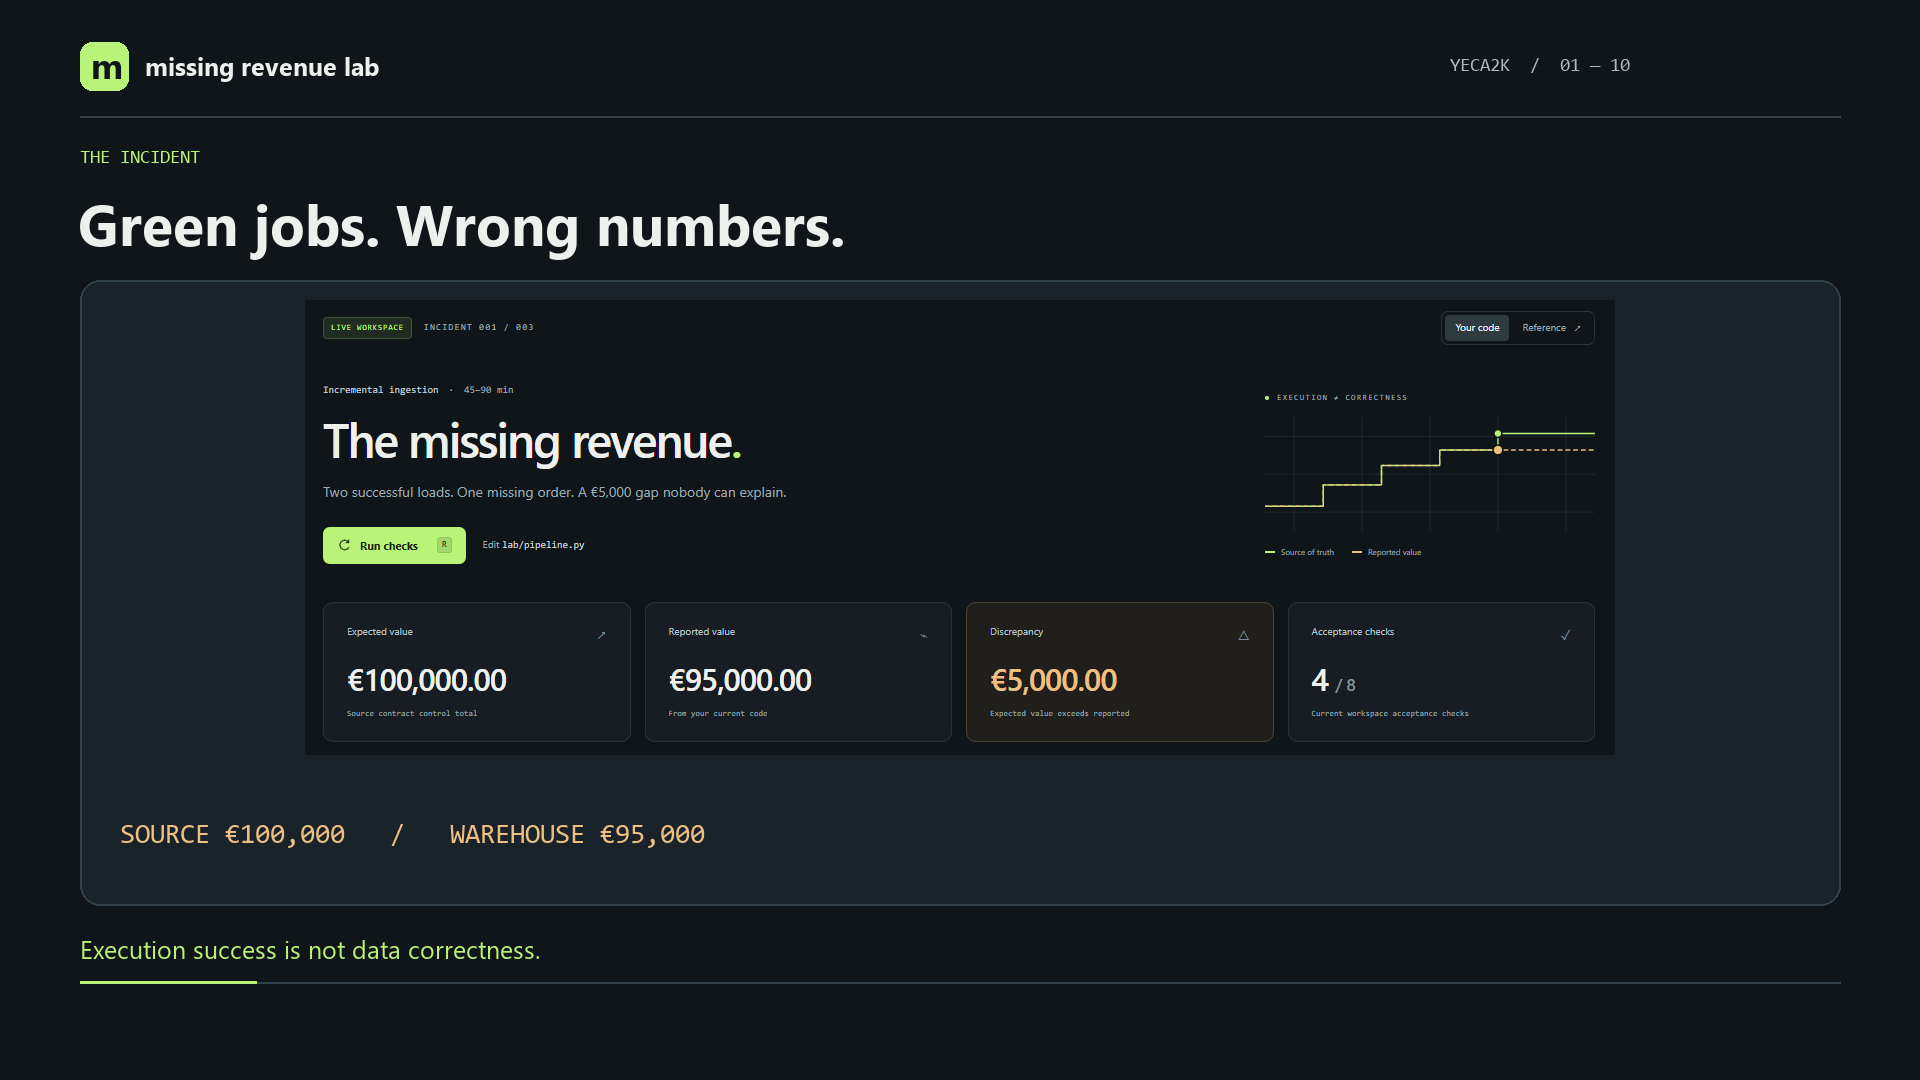 m missing revenue lab
YECA2K / 01 — 10
THE INCIDENT
Green jobs. Wrong numbers.
LIVE WORKSPACE INCIDENT 001 / 003
Your code Reference ↗
Incremental ingestion · 45–90 min
The missing revenue.
Two successful loads. One missing order. A €5,000 gap nobody can explain.
Run checks R Edit lab/pipeline.py
EXECUTION ≠ CORRECTNESS
Source of truth Reported value
Expected value ↗
€100,000.00
Source contract control total
Reported value
€95,000.00
From your current code
Discrepancy △
€5,000.00
Expected value exceeds reported
Acceptance checks ✓
4 / 8
Current workspace acceptance checks
SOURCE €100,000 / WAREHOUSE €95,000
Execution success is not data correctness.